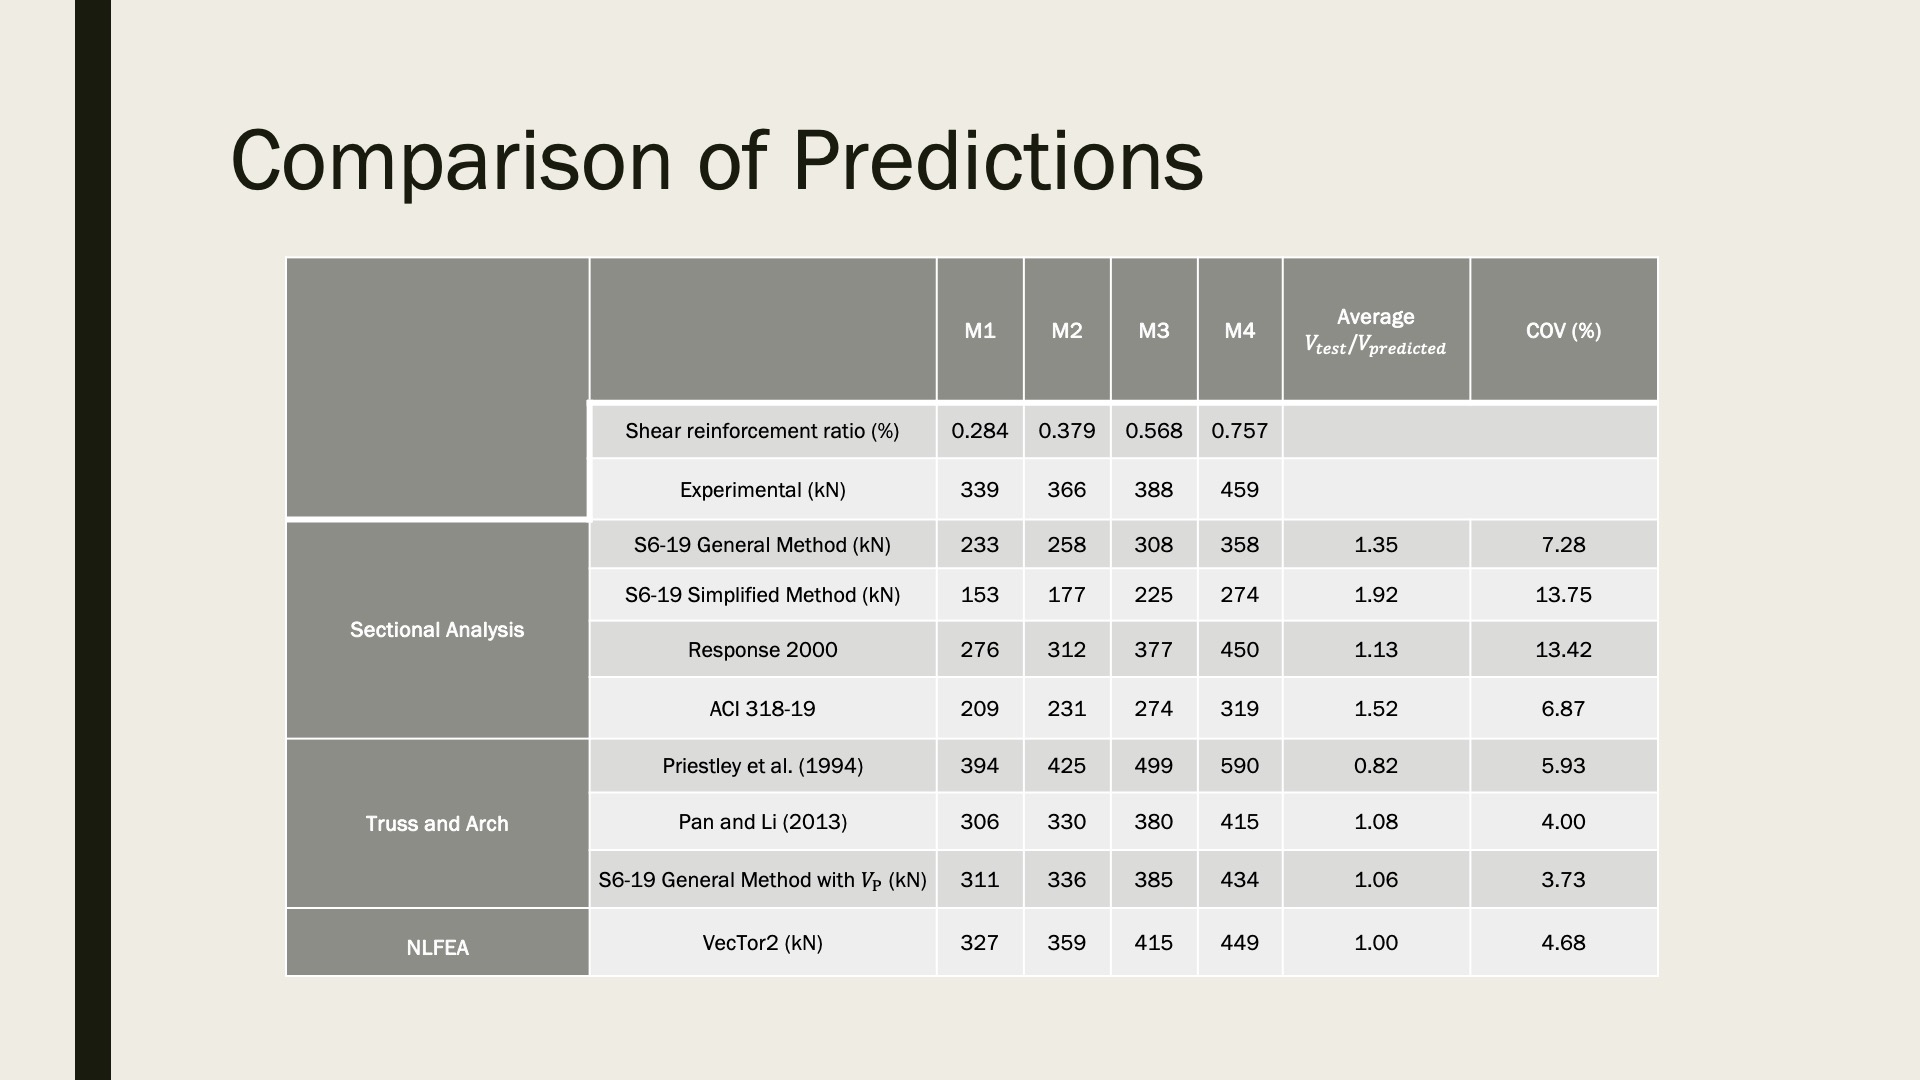 Comparison of Predictions
M1 M2 M3 M4 Average V_test/V_predicted COV (%)
Shear reinforcement ratio (%) 0.284 0.379 0.568 0.757
Experimental (kN) 339 366 388 459
Sectional Analysis
S6-19 General Method (kN) 233 258 308 358 1.35 7.28
S6-19 Simplified Method (kN) 153 177 225 274 1.92 13.75
Response 2000 276 312 377 450 1.13 13.42
ACI 318-19 209 231 274 319 1.52 6.87
Truss and Arch
Priestley et al. (1994) 394 425 499 590 0.82 5.93
Pan and Li (2013) 306 330 380 415 1.08 4.00
S6-19 General Method with V_P (kN) 311 336 385 434 1.06 3.73
NLFEA
VecTor2 (kN) 327 359 415 449 1.00 4.68